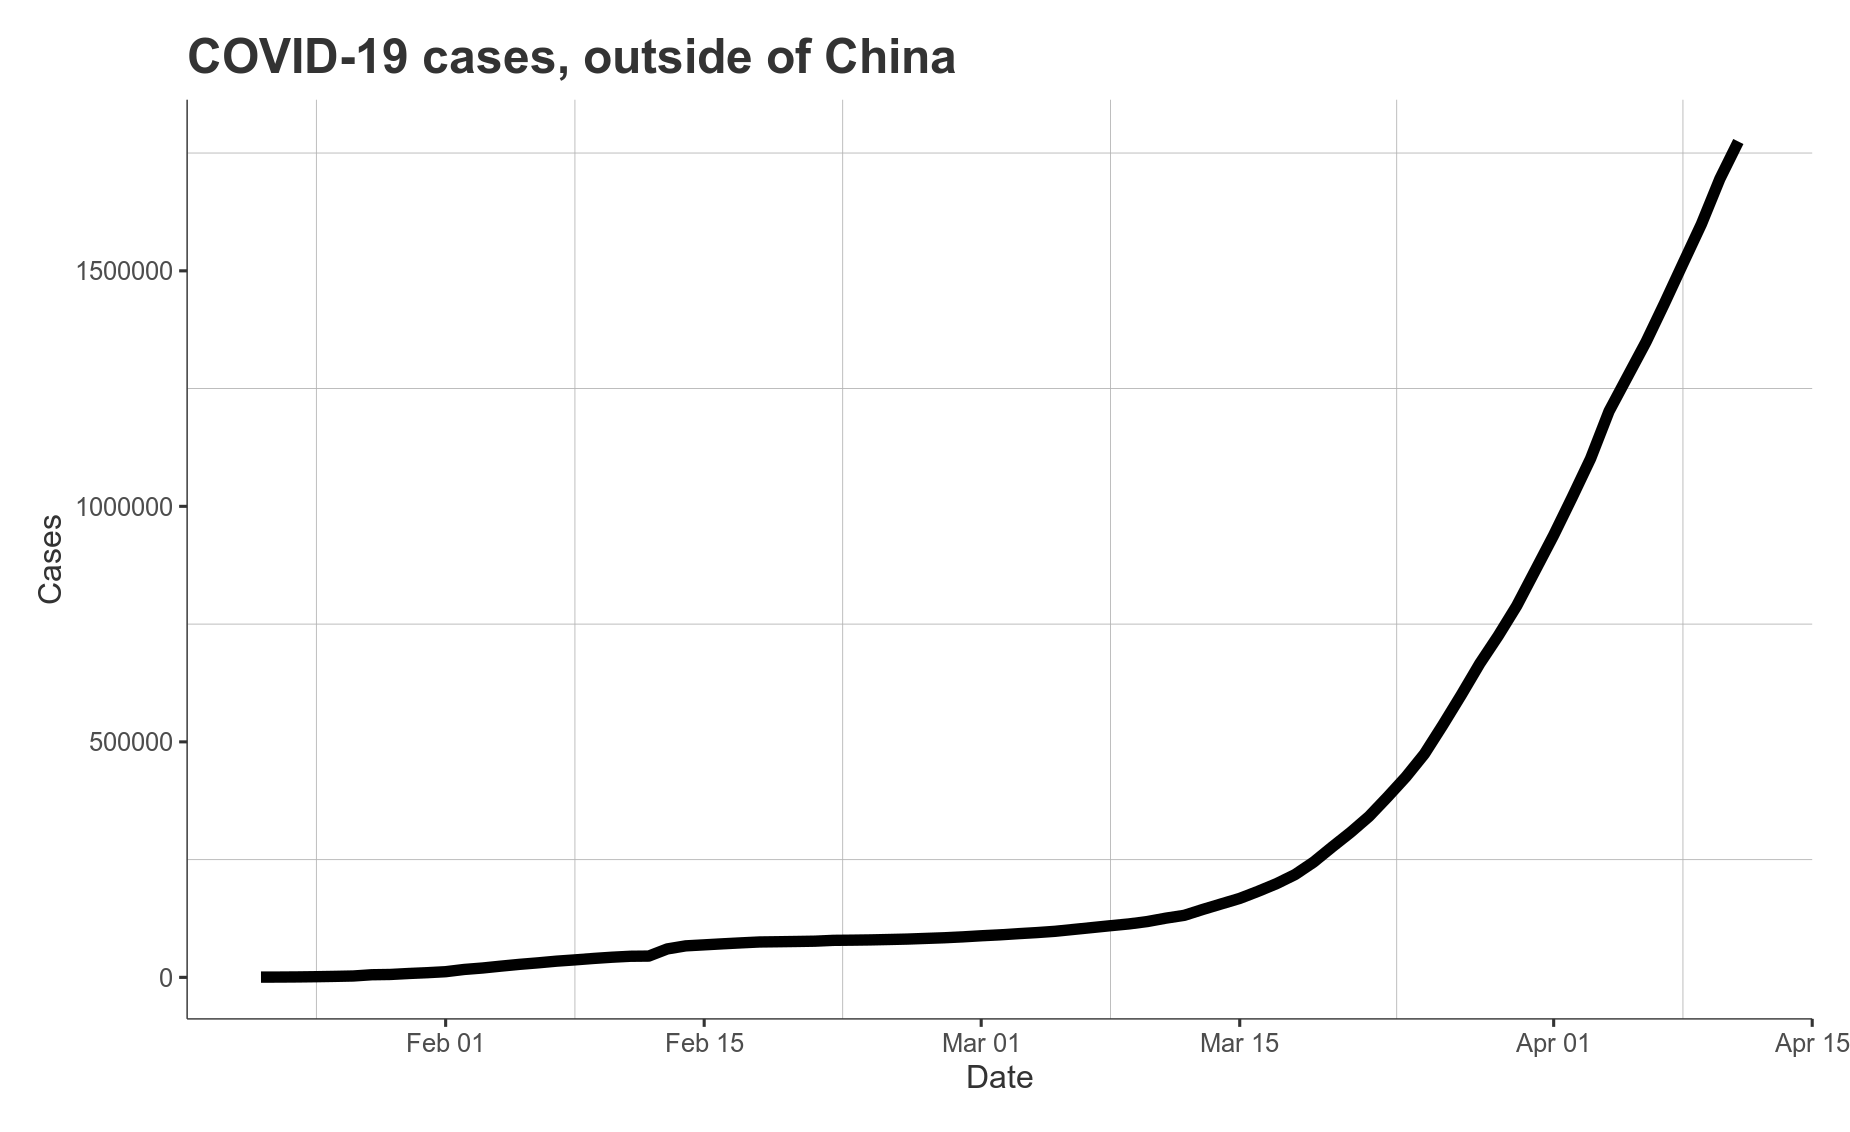 COVID-19 cases, outside of China
1500000
1000000
500000
0
Cases
Feb 01
Feb 15
Mar 01
Mar 15
Apr 01
Apr 15
Date